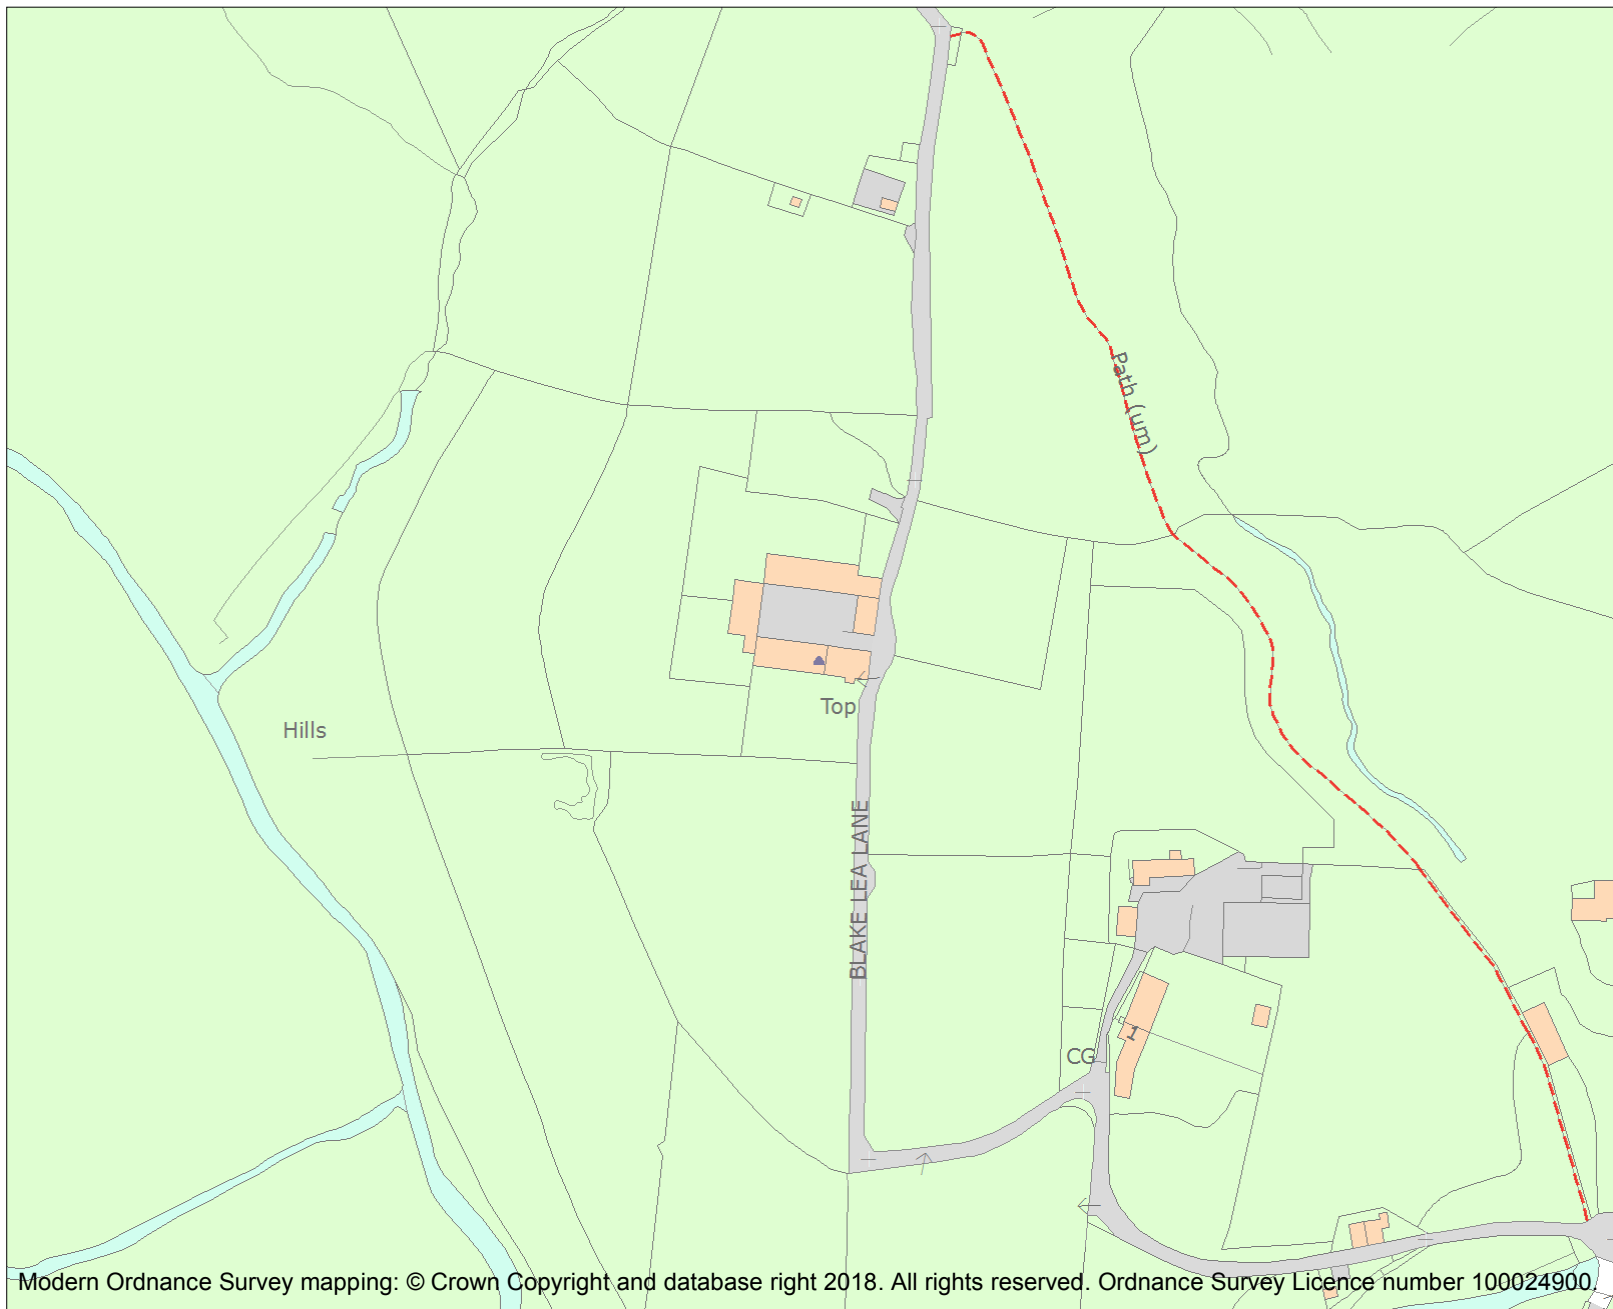 Path (um)
Top
Hills
BLAKE LEA LANE
CG
1
Modern Ordnance Survey mapping: © Crown Copyright and database right 2018. All rights reserved. Ordnance Survey Licence number 100024900.